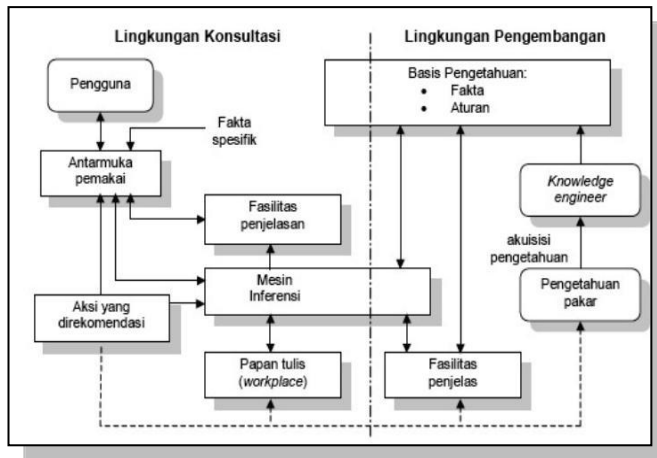 Lingkungan Konsultasi
Lingkungan Pengembangan
Pengguna
Basis Pengetahuan:
• Fakta
• Aturan
Fakta
spesifik
Antarmuka
pemakai
Knowledge
engineer
Fasilitas
penjelasan
akuisisi
pengetahuan
Mesin
Inferensi
Pengetahuan
pakar
Aksi yang
direkomendasi
Papan tulis
(workplace)
Fasilitas
penjelas